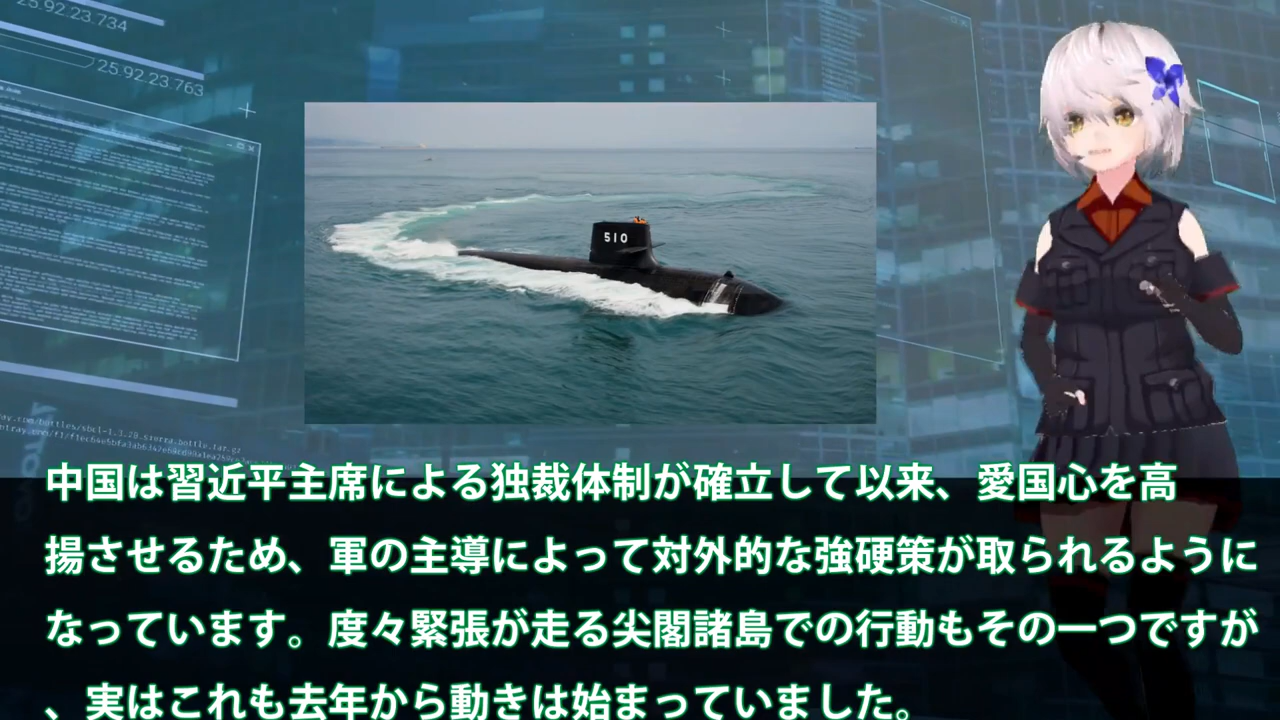 25.92.23.734
25.92.23.763
510
中国は習近平主席による独裁体制が確立して以来、愛国心を高
揚させるため、軍の主導によって対外的な強硬策が取られるように
なっています。度々緊張が走る尖閣諸島での行動もその一つですが
、実はこれも去年から動きは始まっていました。